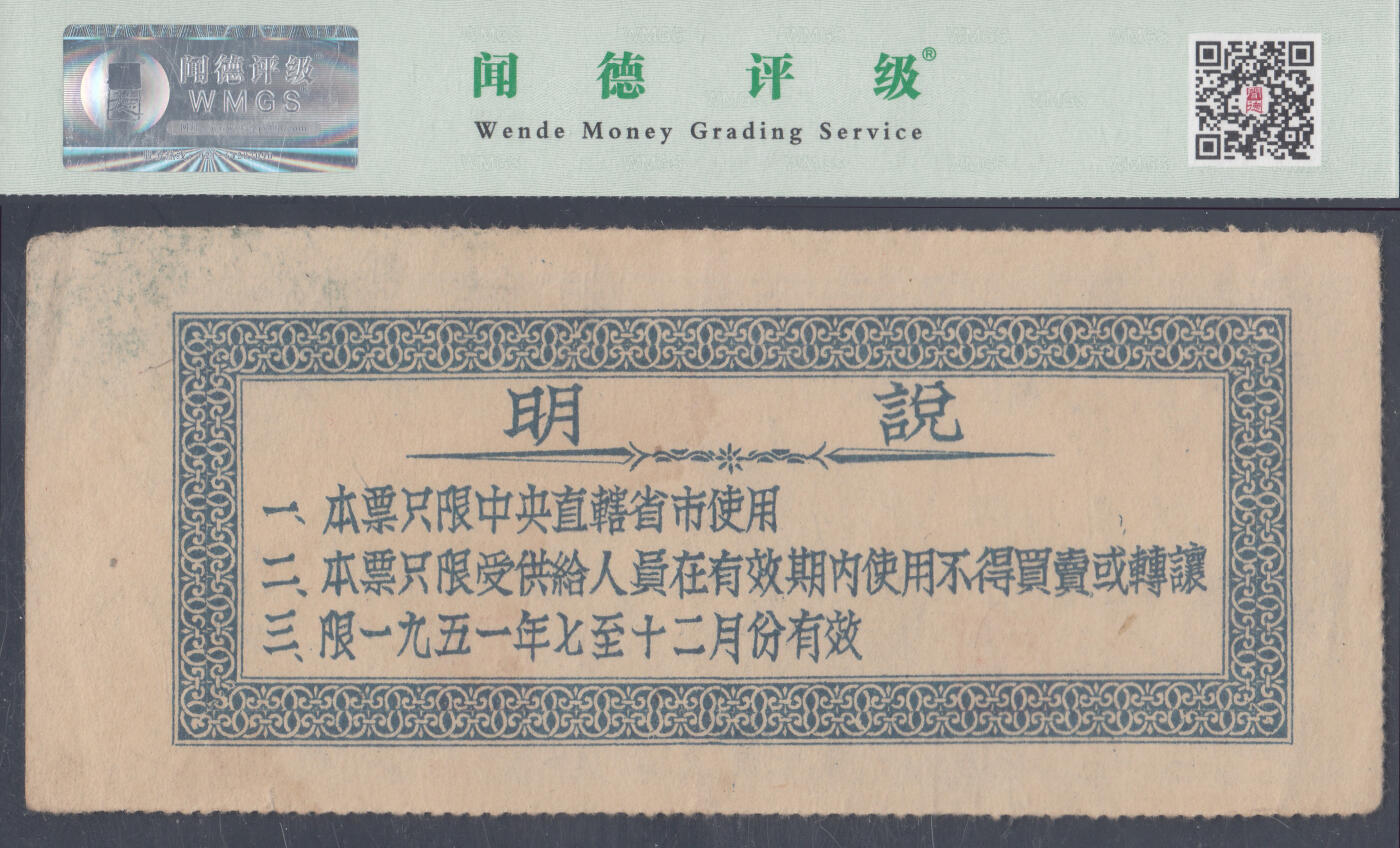 闻德评级
WMGS
闻德评级®
Wende Money Grading Service
說明
一、本票只限中央直轄省市使用
二、本票只限受供給人員在有效期內使用不得買賣或轉讓
三、限一九五一年七至十二月份有效